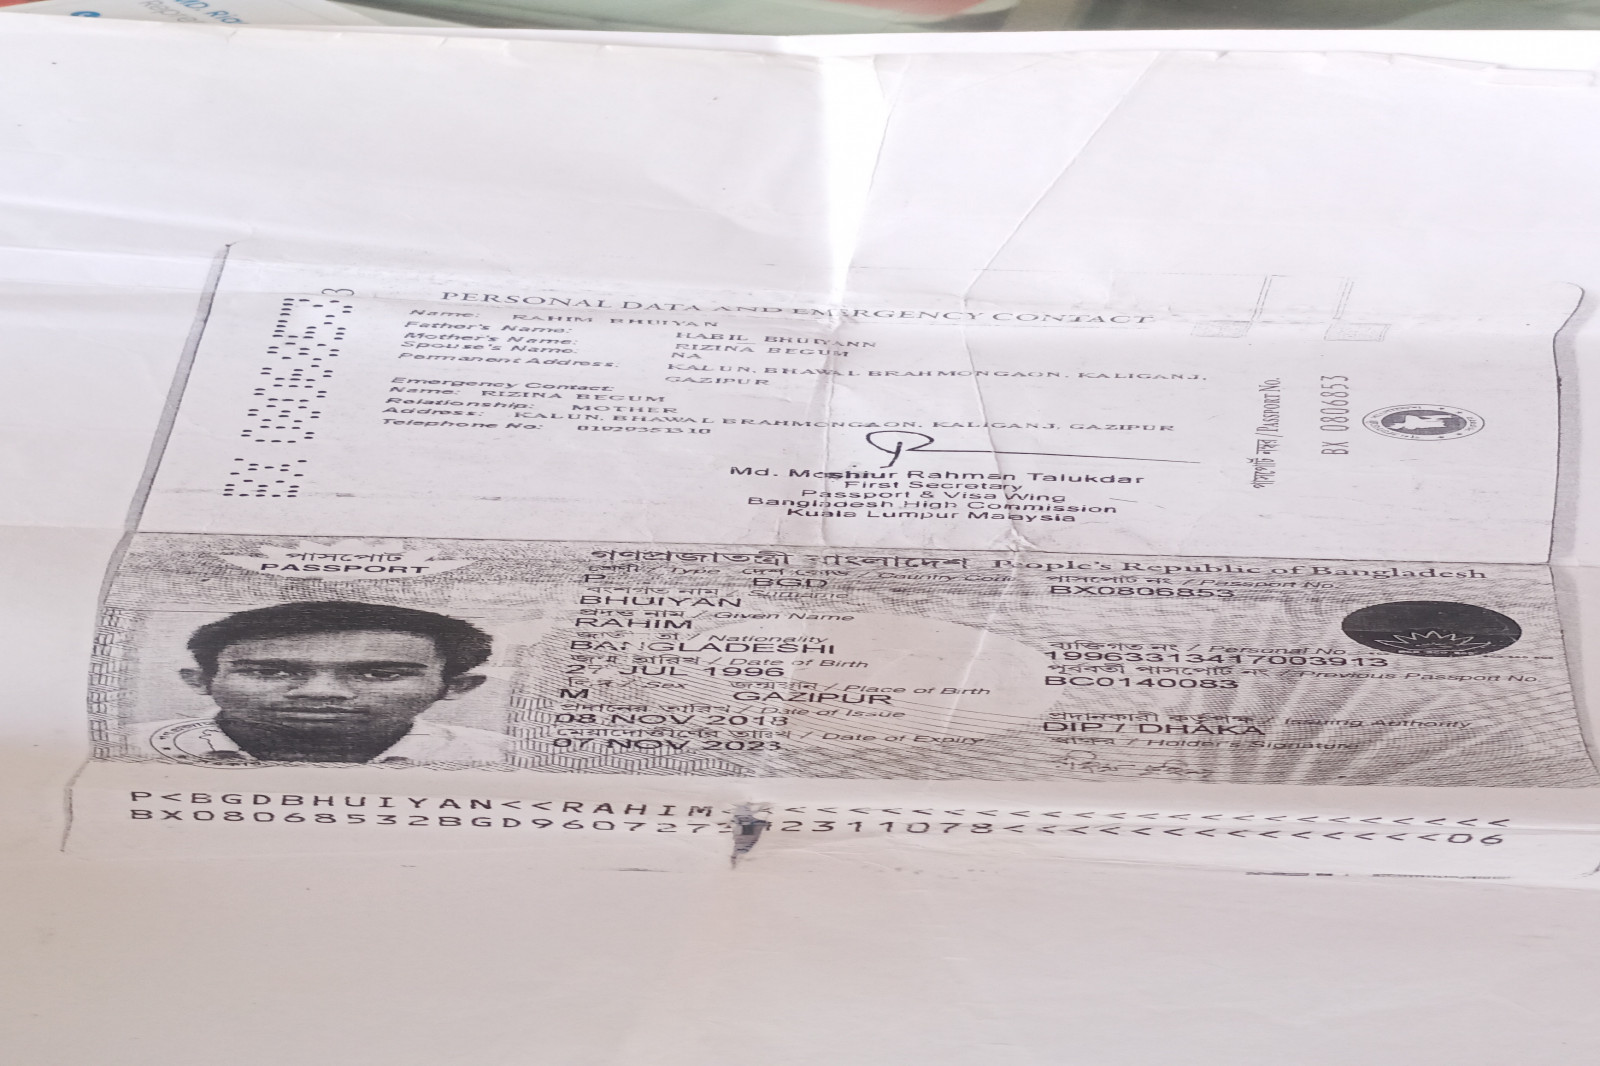 3
PERSONAL DATA AND EMERGENCY CONTACT
Name: RAHIM BHUIYAN
Father's Name: HABIL BHUIYANN
Mother's Name: RIZINA BEGUM
Spouse's Name: NA
Permanent Address: KALUN, BHAWAL BRAHMONGAON, KALIGANJ,
GAZIPUR
Emergency Contact:
Name: RIZINA BEGUM
Relationship: MOTHER
Address: KALUN, BHAWAL BRAHMONGAON, KALIGANJ, GAZIPUR
Telephone No:
Md. Moshiur Rahman Talukdar
First Secretary
Passport & Visa Wing
Bangladesh High Commission
Kuala Lumpur Malaysia
পাসপোর্ট নম্বর / PASSPORT No.
BX 0806853
পাসপোর্ট
PASSPORT
গণপ্রজাতন্ত্রী বাংলাদেশ People's Republic of Bangladesh
শ্রেণী / Type দেশ কোড / Country Code পাসপোর্ট নং / Passport No.
P BGD BX0806853
বংশগত নাম / Surname
BHUIYAN
প্রদত্ত নাম / Given Name
RAHIM
জাতীয়তা / Nationality ব্যক্তিগত নং / Personal No.
BANGLADESHI 19963313417003913
জন্ম তারিখ / Date of Birth পূর্ববর্তী পাসপোর্ট নং / Previous Passport No.
27 JUL 1996 BC0140083
লিঙ্গ / Sex জন্মস্থান / Place of Birth
M GAZIPUR
প্রদানের তারিখ / Date of Issue প্রদানকারী কর্তৃপক্ষ / Issuing Authority
08 NOV 2018 DIP / DHAKA
মেয়াদোত্তীর্ণের তারিখ / Date of Expiry স্বাক্ষর / Holder's Signature
07 NOV 2023
P<BGDBHUIYAN<<RAHIM<<<<<<<<<<<<<<<<<<<<<<<<<